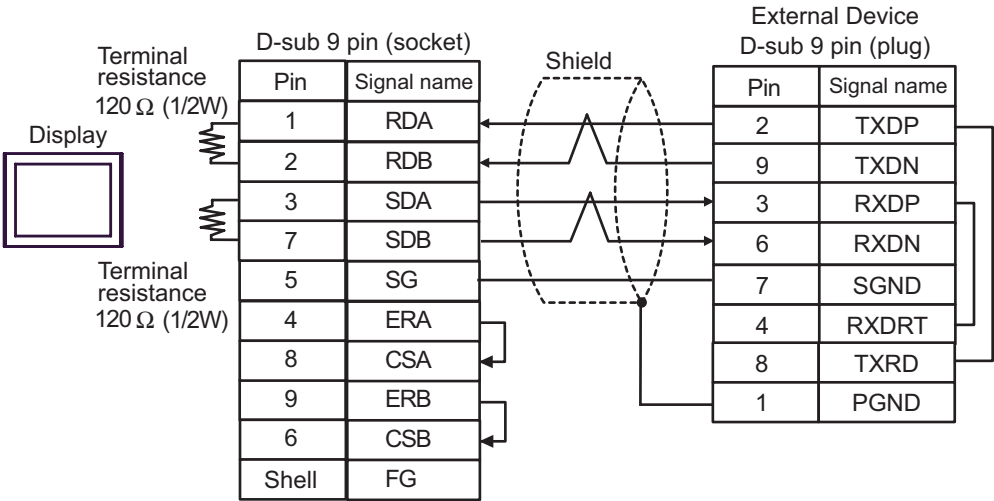 External Device
D-sub 9 pin (socket)
D-sub 9 pin (plug)
Terminal
resistance
120 Ω (1/2W)
Shield
Display
Pin Signal name
1 RDA
2 RDB
3 SDA
7 SDB
5 SG
4 ERA
8 CSA
9 ERB
6 CSB
Shell FG
Terminal
resistance
120 Ω (1/2W)
Pin Signal name
2 TXDP
9 TXDN
3 RXDP
6 RXDN
7 SGND
4 RXDRT
8 TXRD
1 PGND